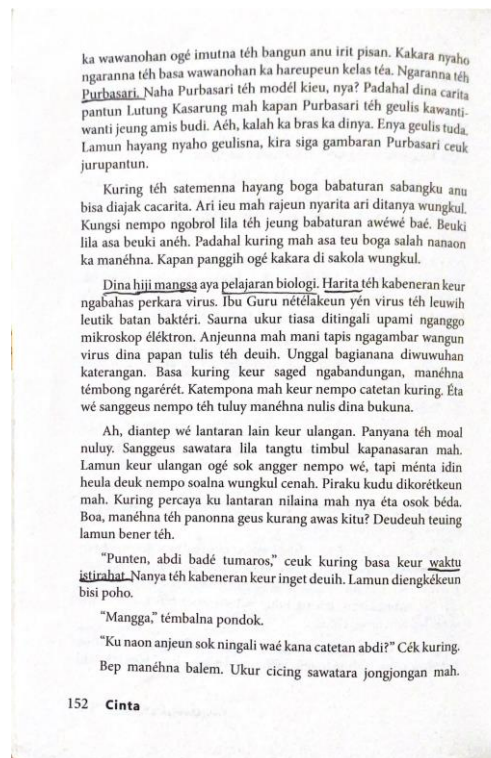 ka wawanohan ogé imutna téh bangun anu irit pisan. Kakara nyaho
ngaranna téh basa wawanohan ka hareupeun kelas téa. Ngaranna téh
Purbasari. Naha Purbasari téh modél kieu, nya? Padahal dina carita
pantun Lutung Kasarung mah kapan Purbasari téh geulis kawanti-
wanti jeung amis budi. Aéh, kalah ka bras ka dinya. Enya geulis tuda.
Lamun hayang nyaho geulisna, kira siga gambaran Purbasari ceuk
jurupantun.
Kuring téh satemenna hayang boga babaturan sabangku anu
bisa diajak cacarita. Ari ieu mah rajeun nyarita ari ditanya wungkul.
Kungsi nempo ngobrol lila téh jeung babaturan awéwé baé. Beuki
lila asa beuki anéh. Padahal kuring mah asa teu boga salah nanaon
ka manéhna. Kapan panggih ogé kakara di sakola wungkul.
Dina hiji mangsa aya pelajaran biologi. Harita téh kabeneran keur
ngabahas perkara virus. Ibu Guru nételakeun yén virus téh leuwih
leutik batan baktéri. Saurna ukur tiasa ditingali upami nganggo
mikroskop éléktron. Anjeunna mah mani tapis ngagambar wangun
virus dina papan tulis téh deuih. Unggal bagianana diwuwuhan
katerangan. Basa kuring keur saged ngabandungan, manéhna
témbong ngarérét. Katempona mah keur nempo catetan kuring. Éta
wé sanggeus nempo téh tuluy manéhna nulis dina bukuna.
Ah, diantep wé lantaran lain keur ulangan. Panyana téh moal
nuluy. Sanggeus sawatara lila tangtu timbul kapanasaran mah.
Lamun keur ulangan ogé sok angger nempo wé, tapi ménta idin
heula deuk nempo soalna wungkul cenah. Piraku kudu dikorétkeun
mah. Kuring percaya ku lantaran nilaina mah nya éta osok béda.
Boa, manéhna téh panonna geus kurang awas kitu? Deudeuh teuing
lamun bener téh.
“Punten, abdi badé tumaros,” ceuk kuring basa keur waktu
istirahat. Nanya téh kabeneran keur inget deuih. Lamun diengkékeun
bisi poho.
“Mangga,” témbalna pondok.
“Ku naon anjeun sok ningali waé kana catetan abdi?” Cék kuring.
Bep manéhna balem. Ukur cicing sawatara jongjongan mah.
152 Cinta